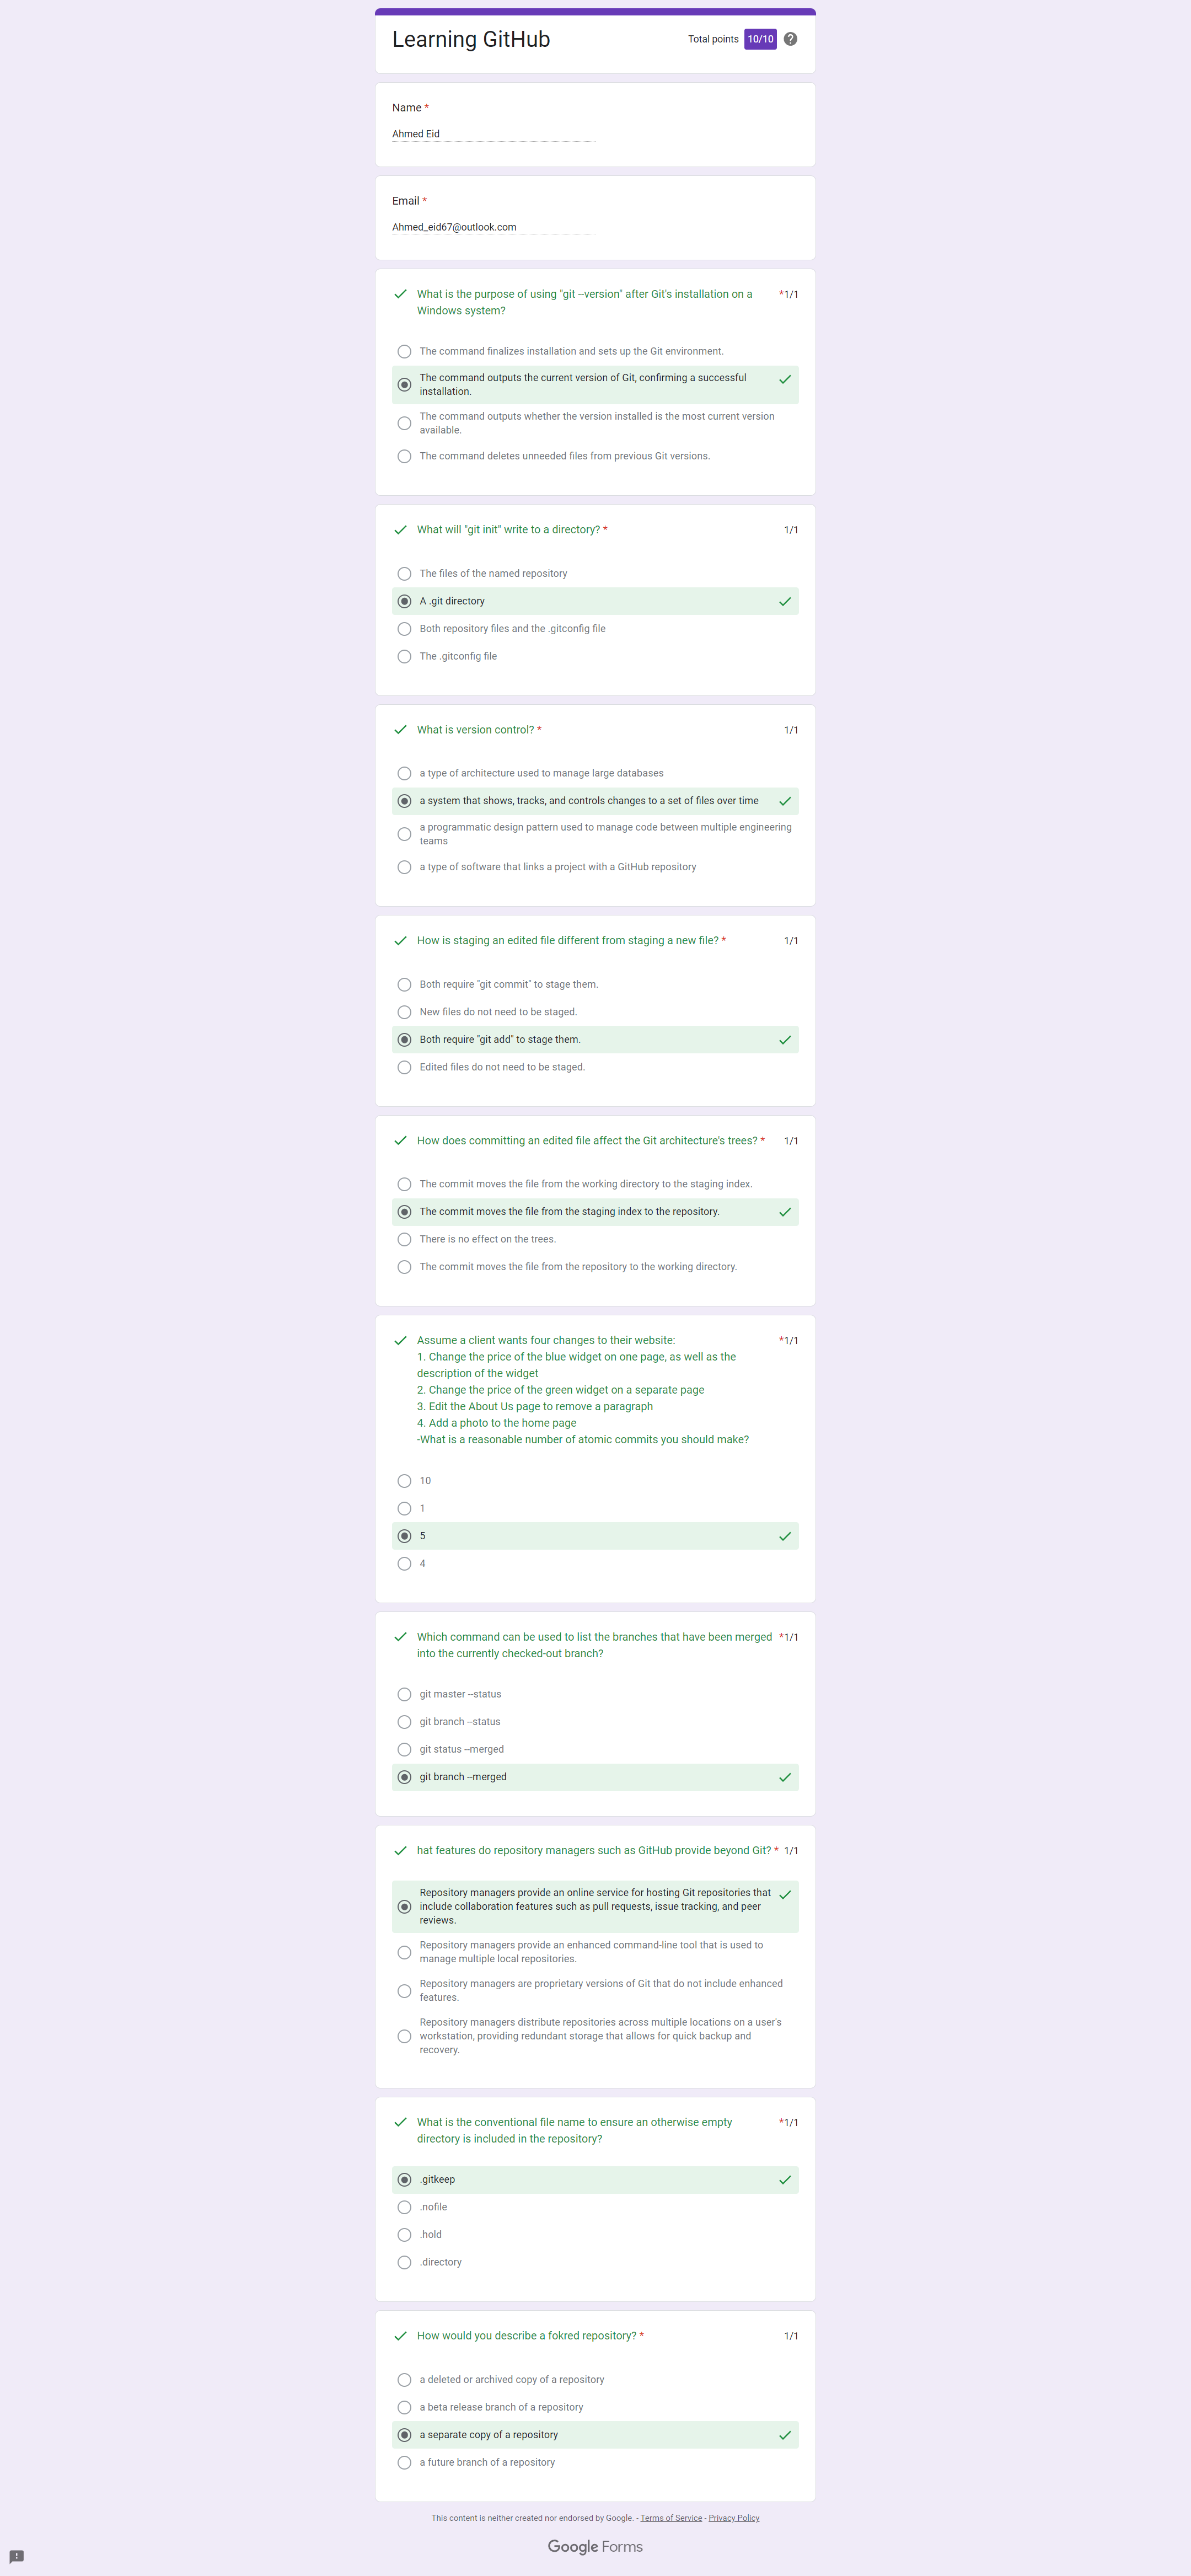 Learning GitHub
Total points 10/10
Name *
Ahmed Eid
Email *
Ahmed_eid67@outlook.com
What is the purpose of using "git --version" after Git's installation on a
Windows system?
*1/1
The command finalizes installation and sets up the Git environment.
The command outputs the current version of Git, confirming a successful
installation.
The command outputs whether the version installed is the most current version
available.
The command deletes unneeded files from previous Git versions.
What will "git init" write to a directory? *
1/1
The files of the named repository
A .git directory
Both repository files and the .gitconfig file
The .gitconfig file
What is version control? *
1/1
a type of architecture used to manage large databases
a system that shows, tracks, and controls changes to a set of files over time
a programmatic design pattern used to manage code between multiple engineering
teams
a type of software that links a project with a GitHub repository
How is staging an edited file different from staging a new file? *
1/1
Both require "git commit" to stage them.
New files do not need to be staged.
Both require "git add" to stage them.
Edited files do not need to be staged.
How does committing an edited file affect the Git architecture's trees? *
1/1
The commit moves the file from the working directory to the staging index.
The commit moves the file from the staging index to the repository.
There is no effect on the trees.
The commit moves the file from the repository to the working directory.
Assume a client wants four changes to their website:
*1/1
1. Change the price of the blue widget on one page, as well as the
description of the widget
2. Change the price of the green widget on a separate page
3. Edit the About Us page to remove a paragraph
4. Add a photo to the home page
-What is a reasonable number of atomic commits you should make?
10
1
5
4
Which command can be used to list the branches that have been merged
into the currently checked-out branch?
*1/1
git master --status
git branch --status
git status --merged
git branch --merged
hat features do repository managers such as GitHub provide beyond Git? *
1/1
Repository managers provide an online service for hosting Git repositories that
include collaboration features such as pull requests, issue tracking, and peer
reviews.
Repository managers provide an enhanced command-line tool that is used to
manage multiple local repositories.
Repository managers are proprietary versions of Git that do not include enhanced
features.
Repository managers distribute repositories across multiple locations on a user's
workstation, providing redundant storage that allows for quick backup and
recovery.
What is the conventional file name to ensure an otherwise empty
directory is included in the repository?
*1/1
.gitkeep
.nofile
.hold
.directory
How would you describe a fokred repository? *
1/1
a deleted or archived copy of a repository
a beta release branch of a repository
a separate copy of a repository
a future branch of a repository
This content is neither created nor endorsed by Google. - Terms of Service - Privacy Policy
Google Forms